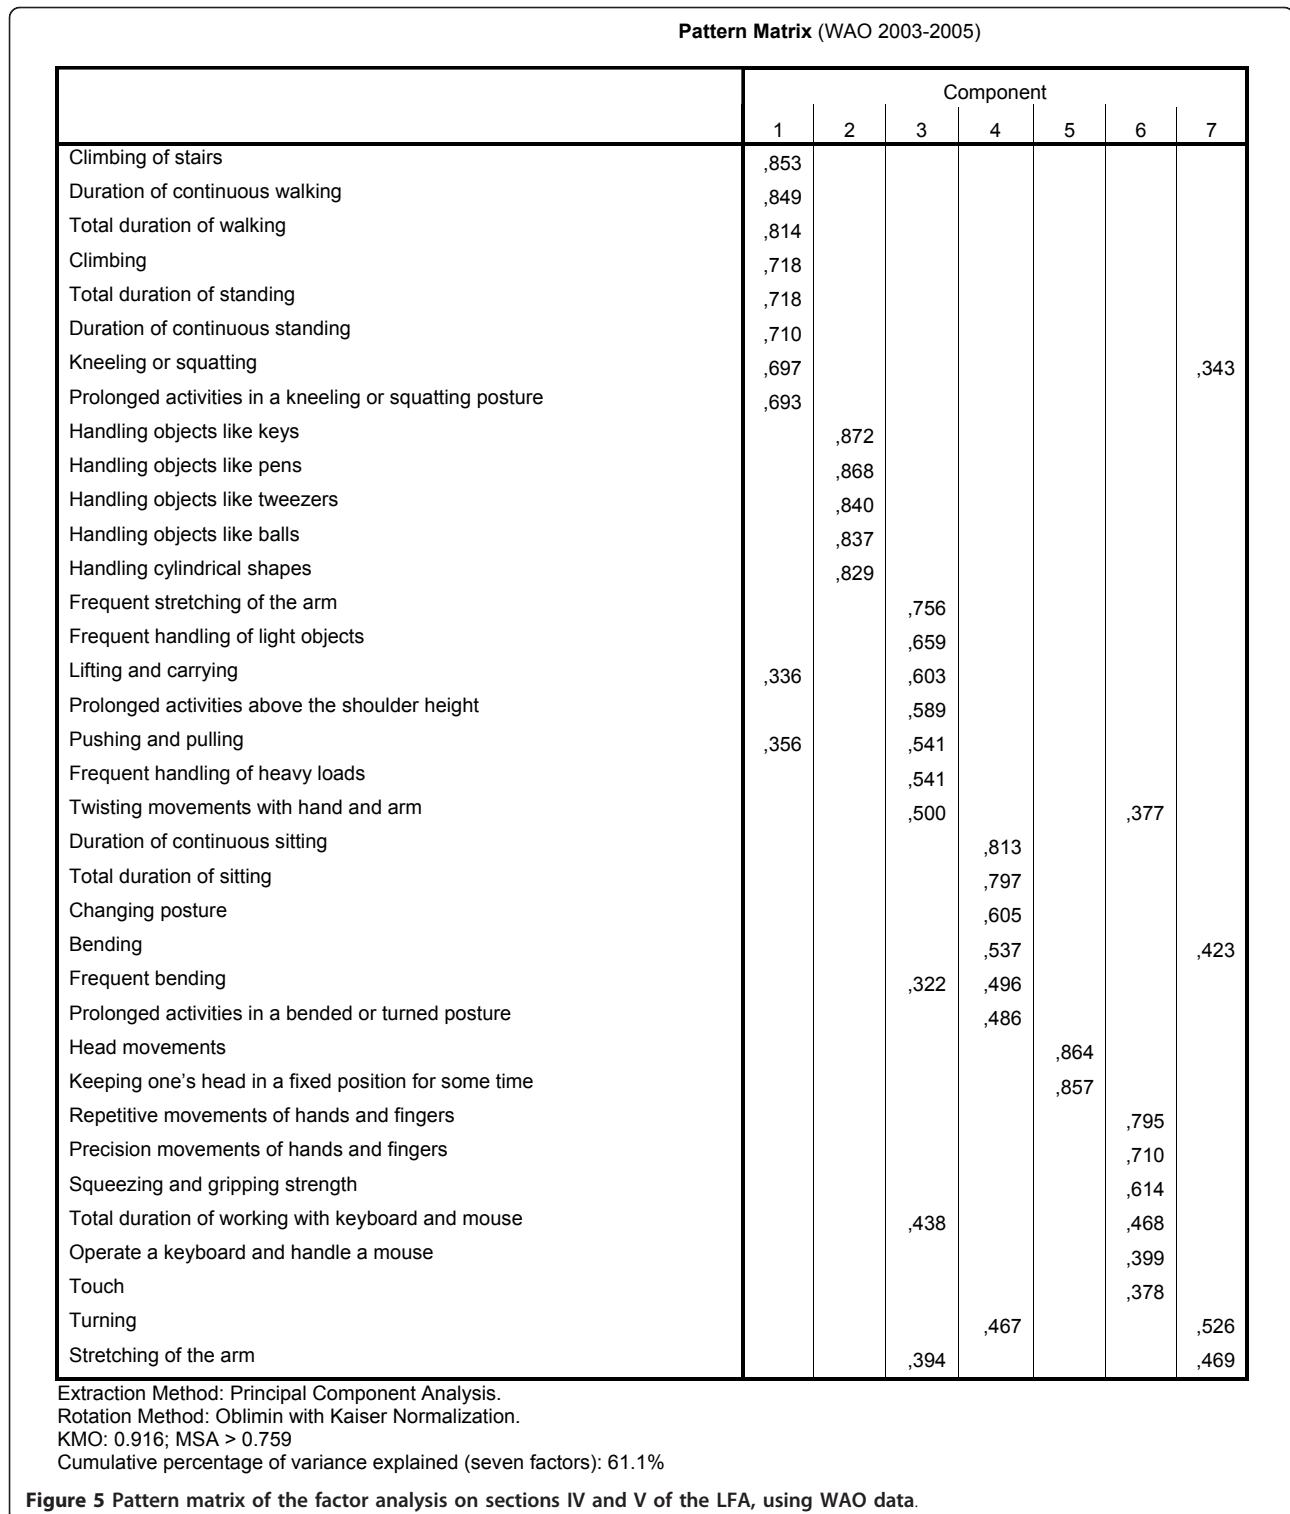 Pattern Matrix (WAO 2003-2005)
Component
1 2 3 4 5 6 7
Climbing of stairs ,853
Duration of continuous walking ,849
Total duration of walking ,814
Climbing ,718
Total duration of standing ,718
Duration of continuous standing ,710
Kneeling or squatting ,697 ,343
Prolonged activities in a kneeling or squatting posture ,693
Handling objects like keys ,872
Handling objects like pens ,868
Handling objects like tweezers ,840
Handling objects like balls ,837
Handling cylindrical shapes ,829
Frequent stretching of the arm ,756
Frequent handling of light objects ,659
Lifting and carrying ,336 ,603
Prolonged activities above the shoulder height ,589
Pushing and pulling ,356 ,541
Frequent handling of heavy loads ,541
Twisting movements with hand and arm ,500 ,377
Duration of continuous sitting ,813
Total duration of sitting ,797
Changing posture ,605
Bending ,537 ,423
Frequent bending ,322 ,496
Prolonged activities in a bended or turned posture ,486
Head movements ,864
Keeping one's head in a fixed position for some time ,857
Repetitive movements of hands and fingers ,795
Precision movements of hands and fingers ,710
Squeezing and gripping strength ,614
Total duration of working with keyboard and mouse ,438 ,468
Operate a keyboard and handle a mouse ,399
Touch ,378
Turning ,467 ,526
Stretching of the arm ,394 ,469
Extraction Method: Principal Component Analysis.
Rotation Method: Oblimin with Kaiser Normalization.
KMO: 0.916; MSA > 0.759
Cumulative percentage of variance explained (seven factors): 61.1%
Figure 5 Pattern matrix of the factor analysis on sections IV and V of the LFA, using WAO data.